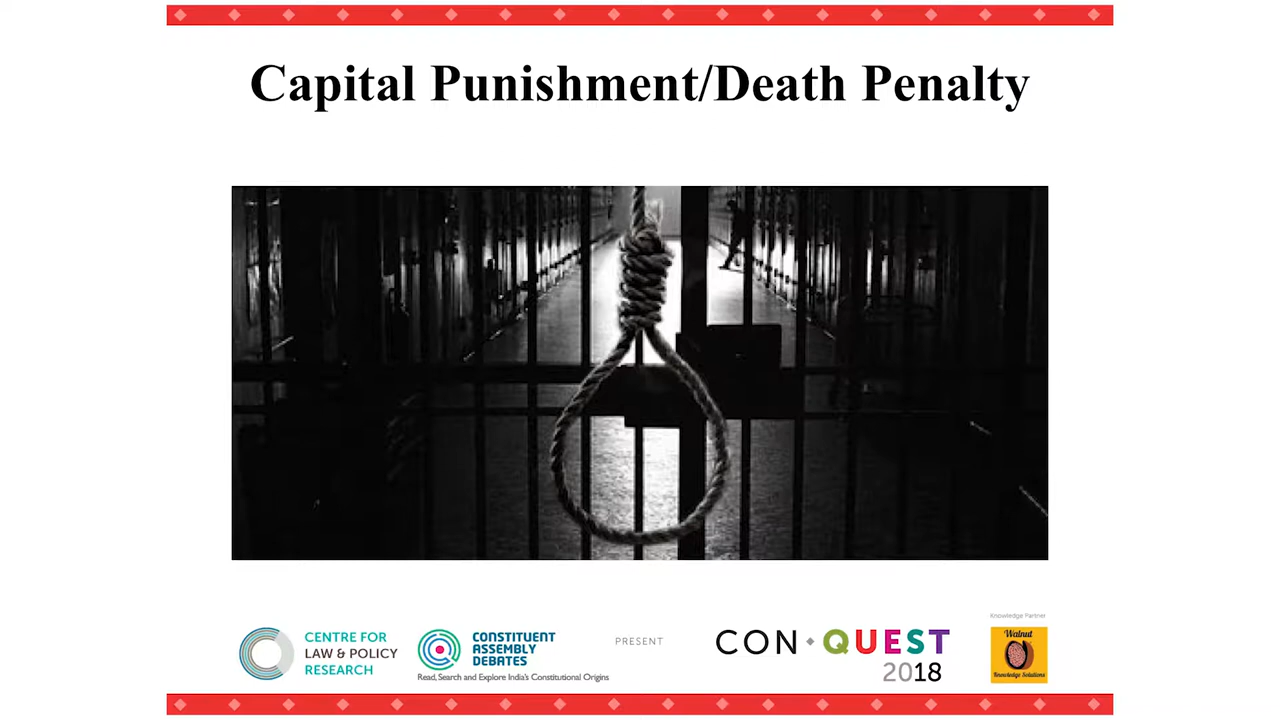 Capital Punishment/Death Penalty
Knowledge Partner
CENTRE FOR
LAW & POLICY
RESEARCH
CONSTITUENT
ASSEMBLY
DEBATES
Read, Search and Explore India's Constitutional Origins
PRESENT
CON QUEST
2018
Walnut
Knowledge Solutions